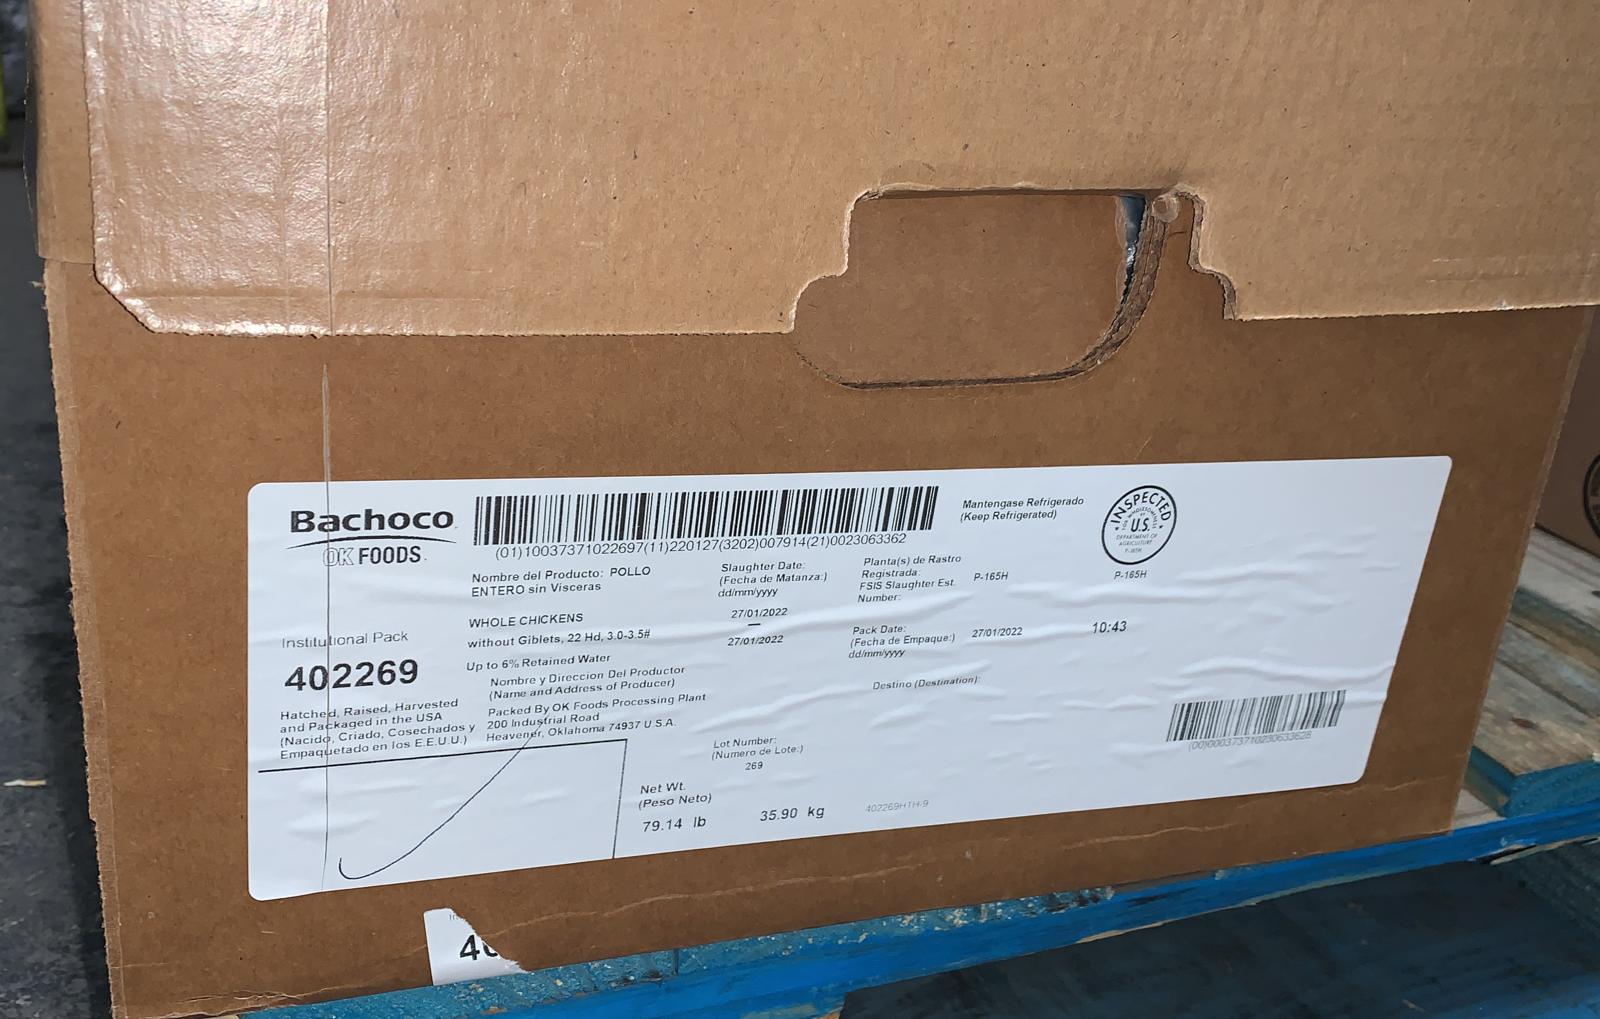 Bachoco
OK FOODS.
(01)10037371022697(11)220127(3202)007914(21)0023063362
Mantengase Refrigerado
(Keep Refrigerated)
INSPECTED
FOR WHOLESOMENESS
BY
U.S.
DEPARTMENT OF
AGRICULTURE
P-165H
P-165H
Nombre del Producto: POLLO
ENTERO sin Visceras
WHOLE CHICKENS
without Giblets, 22 Hd, 3.0-3.5#
Up to 6% Retained Water
Slaughter Date:
(Fecha de Matanza:)
dd/mm/yyyy
27/01/2022
—
27/01/2022
Planta(s) de Rastro
Registrada:
FSIS Slaughter Est.
Number:
P-165H
Pack Date:
(Fecha de Empaque:)
dd/mm/yyyy
27/01/2022
10:43
Institutional Pack
402269
Hatched, Raised, Harvested
and Packaged in the USA
(Nacido, Criado, Cosechados y
Empaquetado en los E.E.U.U.)
Nombre y Direccion Del Productor
(Name and Address of Producer)
Packed By OK Foods Processing Plant
200 Industrial Road
Heavener, Oklahoma 74937 U.S.A.
Destino (Destination):
Lot Number:
(Numero de Lote:)
269
Net Wt.
(Peso Neto)
79.14 lb
35.90 kg
402269HTH-9
(00)000373710230633628
40